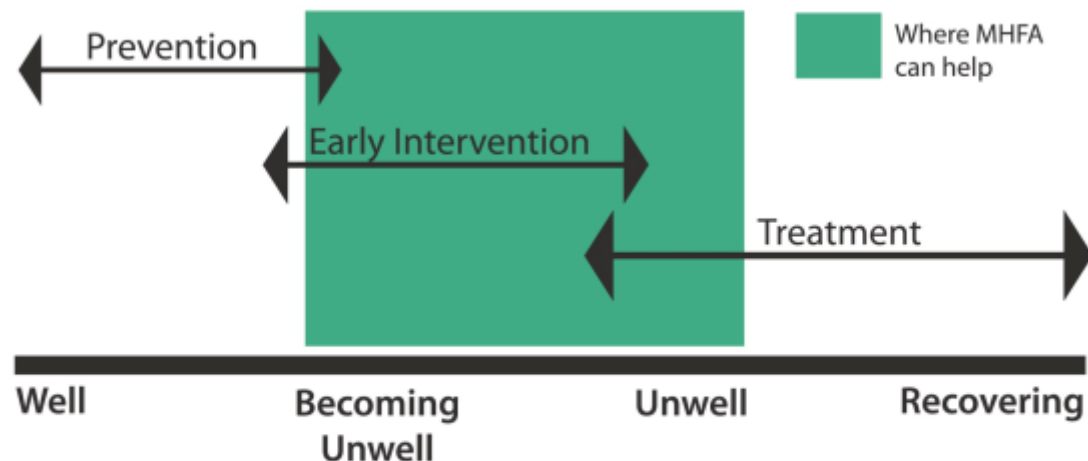 Prevention
Where MHFA
can help
Early Intervention
Treatment
Well
Becoming
Unwell
Unwell
Recovering